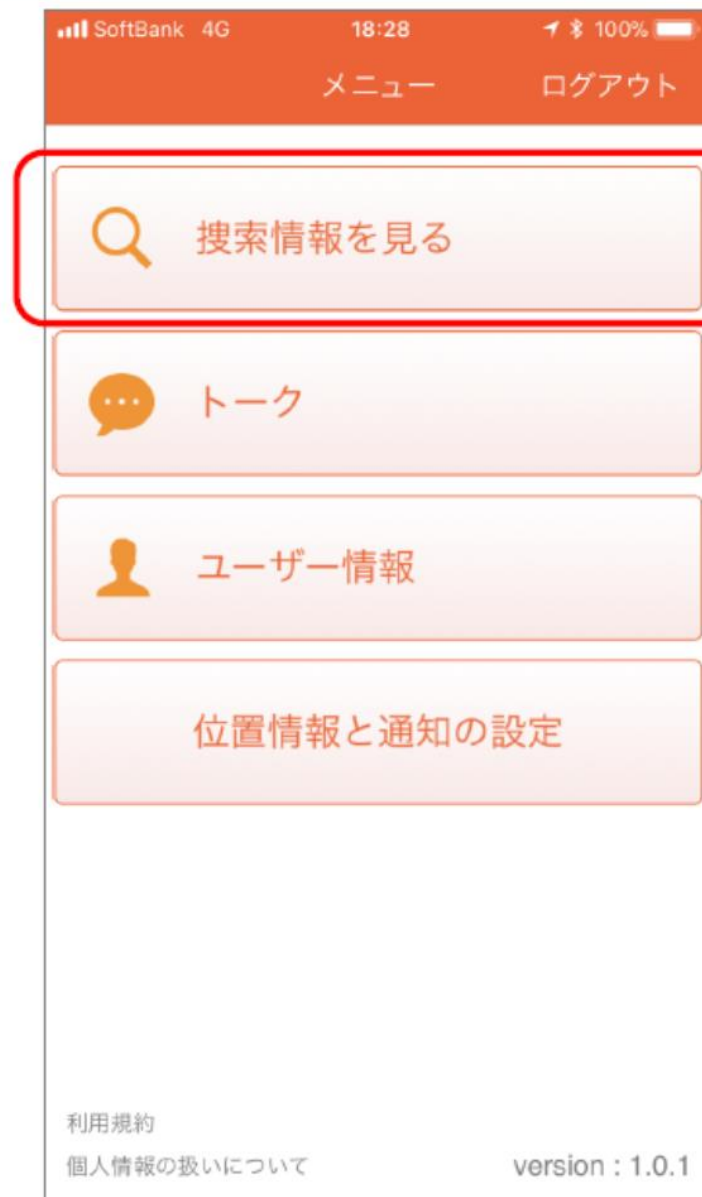 SoftBank 4G 18:28 100%
メニュー ログアウト
捜索情報を見る
トーク
ユーザー情報
位置情報と通知の設定
利用規約
個人情報の扱いについて version : 1.0.1